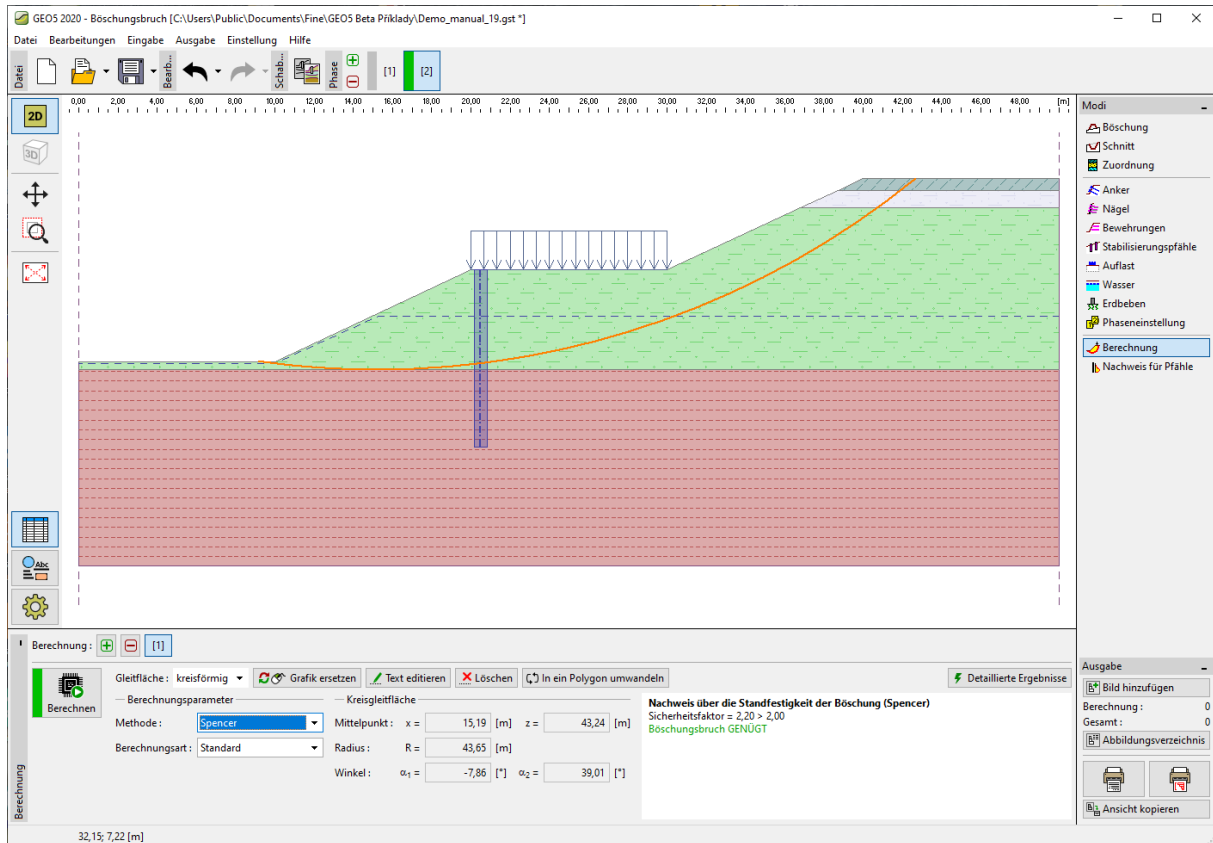 GEO5 2020 - Böschungsbruch [C:\Users\Public\Documents\Fine\GEO5 Beta Příklady\Demo_manual_19.gst *]
Datei Bearbeitungen Eingabe Ausgabe Einstellung Hilfe
Datei
Bearb...
Schab...
Phase
[1] [2]
2D
3D
0,00 2,00 4,00 6,00 8,00 10,00 12,00 14,00 16,00 18,00 20,00 22,00 24,00 26,00 28,00 30,00 32,00 34,00 36,00 38,00 40,00 42,00 44,00 46,00 48,00 [m]
Modi
Böschung
Schnitt
Zuordnung
Anker
Nägel
Bewehrungen
Stabilisierungspfähle
Auflast
Wasser
Erdbeben
Phaseneinstellung
Berechnung
Nachweis für Pfähle
Abc
Berechnung : [1]
Berechnung
Berechnen
Gleitfläche : kreisförmig Grafik ersetzen Text editieren Löschen In ein Polygon umwandeln Detaillierte Ergebnisse
Berechnungsparameter
Methode : Spencer
Berechnungsart : Standard
Kreisgleitfläche
Mittelpunkt : x = 15,19 [m] z = 43,24 [m]
Radius : R = 43,65 [m]
Winkel : α1 = -7,86 [°] α2 = 39,01 [°]
Nachweis über die Standfestigkeit der Böschung (Spencer)
Sicherheitsfaktor = 2,20 > 2,00
Böschungsbruch GENÜGT
Ausgabe
Bild hinzufügen
Berechnung : 0
Gesamt : 0
Abbildungsverzeichnis
Ansicht kopieren
32,15; 7,22 [m]